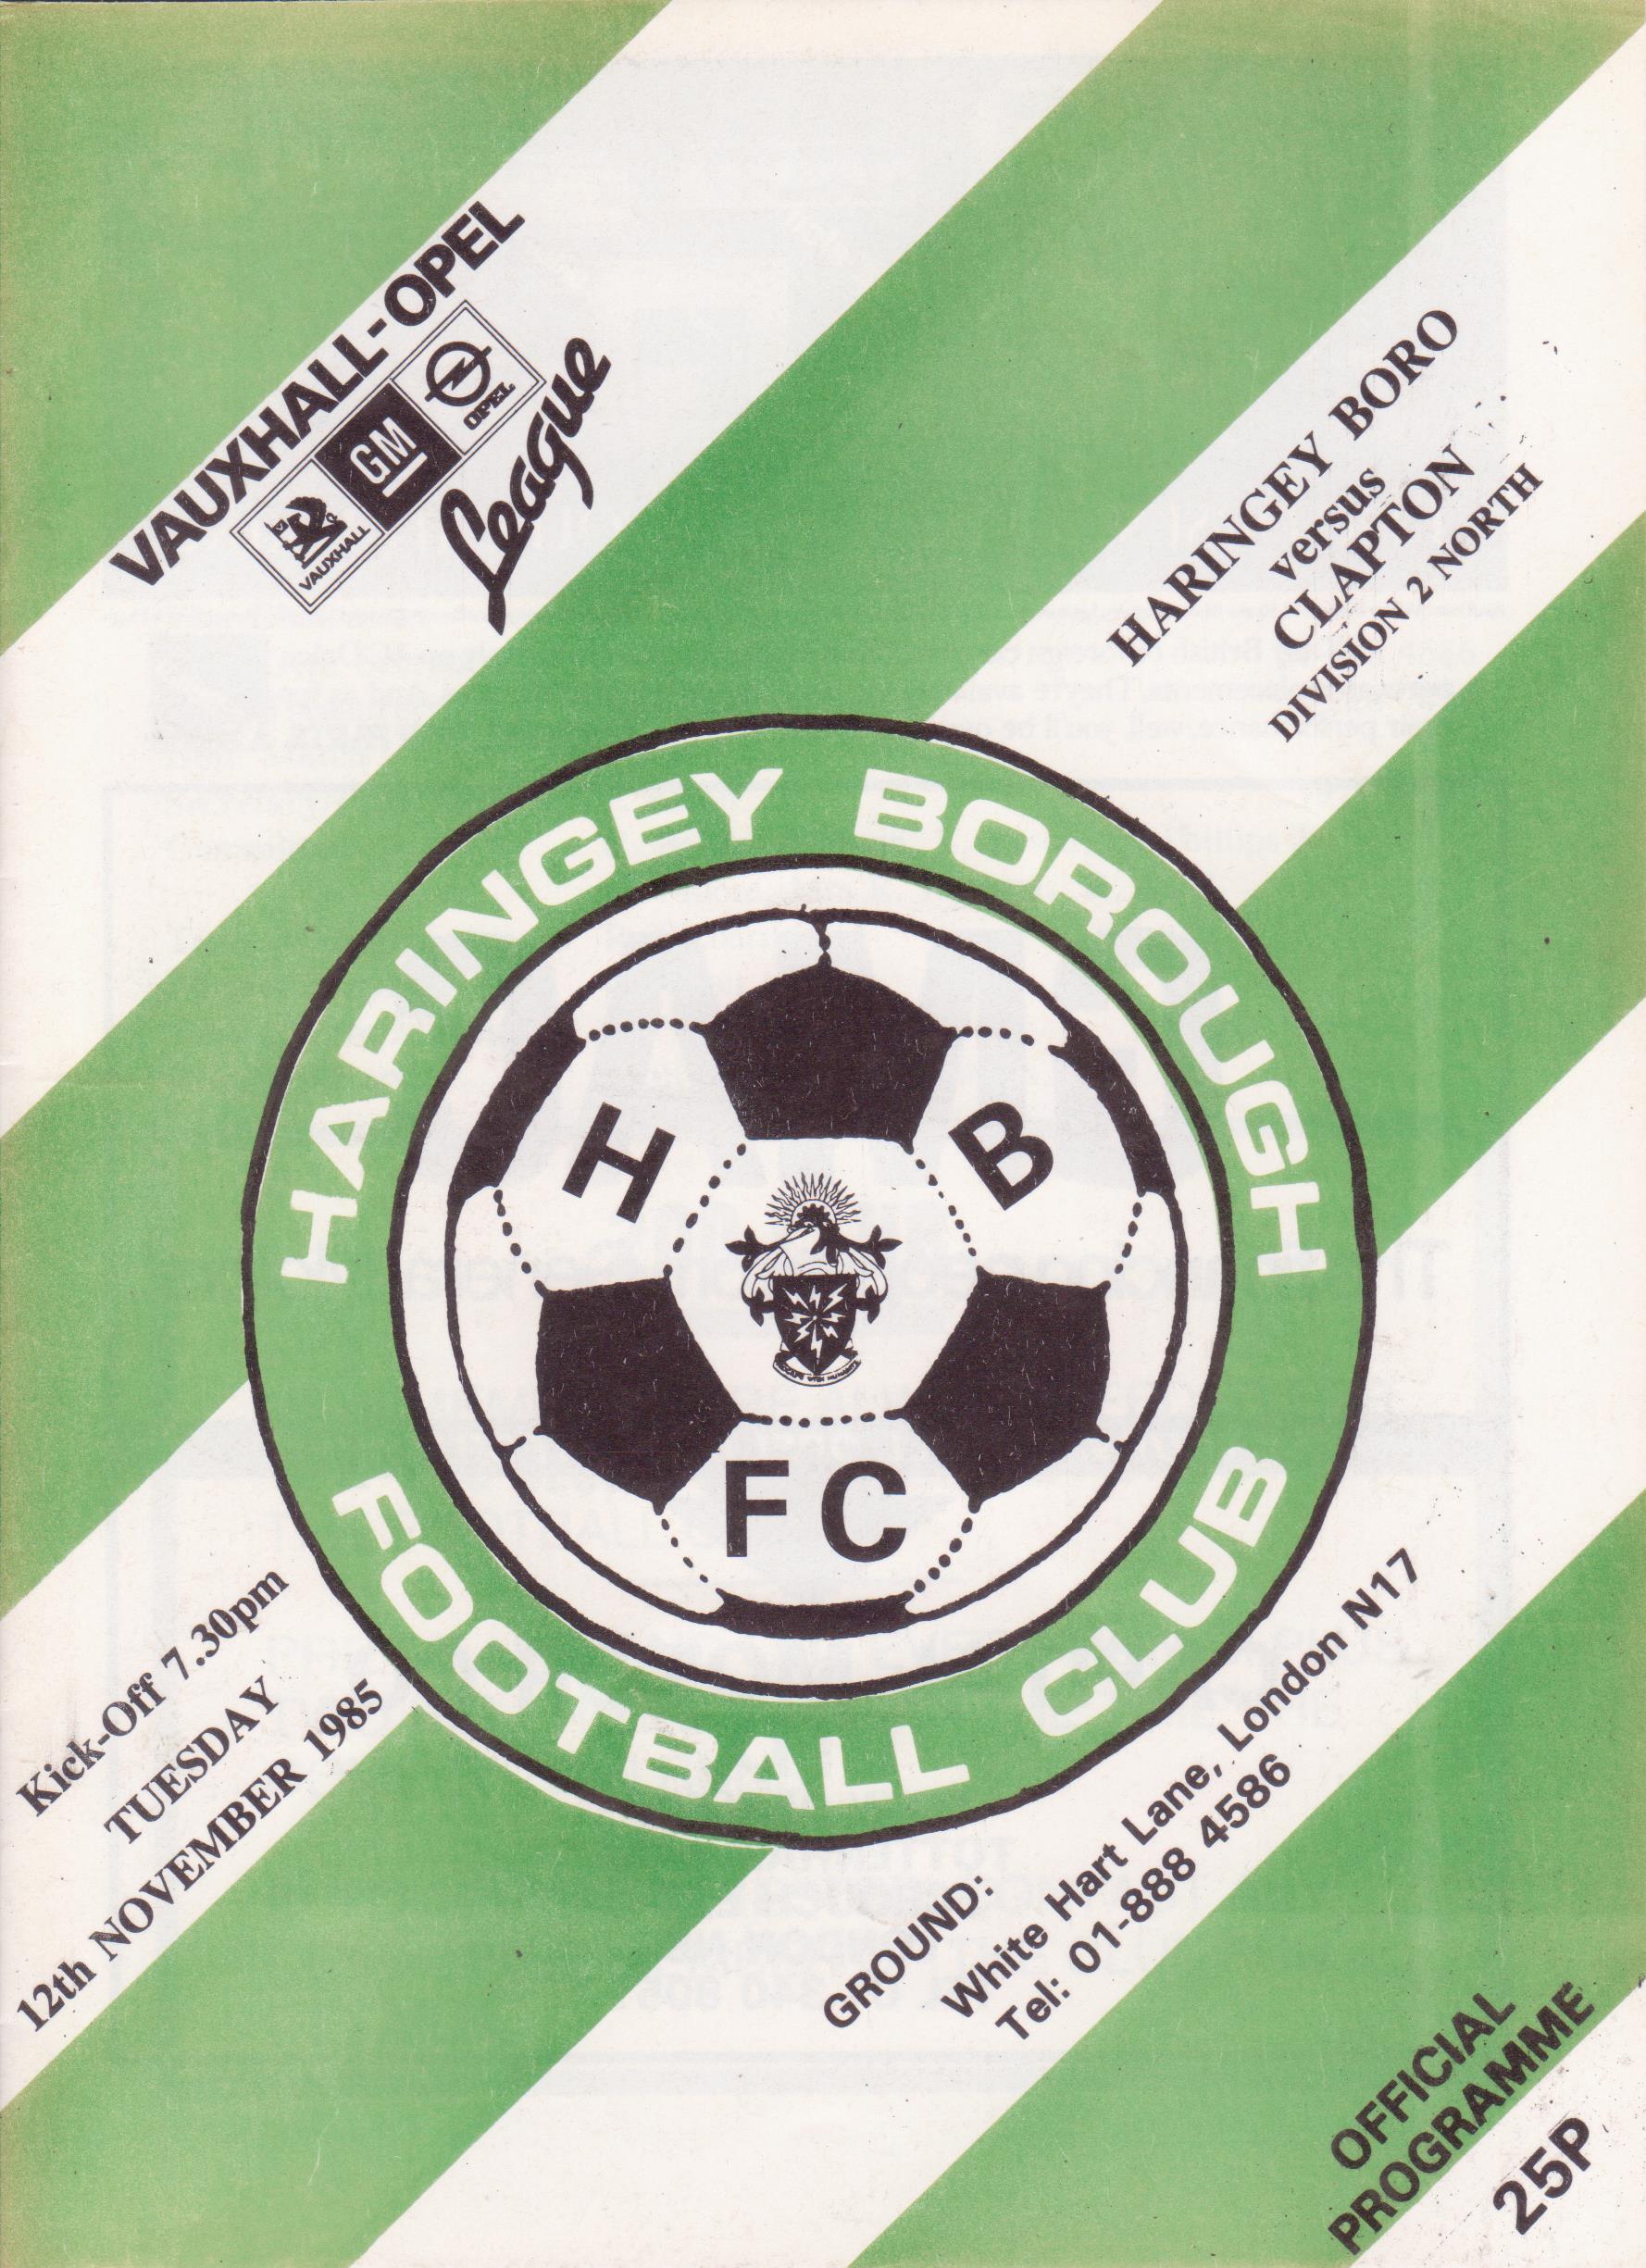 VAUXHALL-OPEL
VAUXHALL
GM
OPEL
League
HARINGEY BORO
versus
CLAPTON
DIVISION 2 NORTH
HARINGEY BOROUGH
H B
FC
FOOTBALL CLUB
Kick-Off 7.30pm
TUESDAY
12th NOVEMBER 1985
GROUND:
White Hart Lane, London N17
Tel: 01-888 4586
OFFICIAL
PROGRAMME
25P